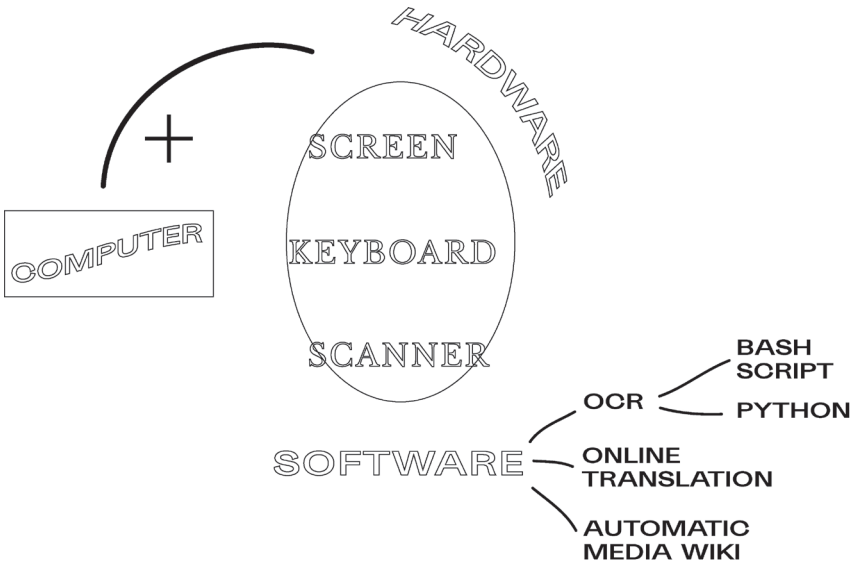 HARDWARE
+
SCREEN
COMPUTER
KEYBOARD
SCANNER
SOFTWARE
OCR
BASH
SCRIPT
PYTHON
ONLINE
TRANSLATION
AUTOMATIC
MEDIA WIKI